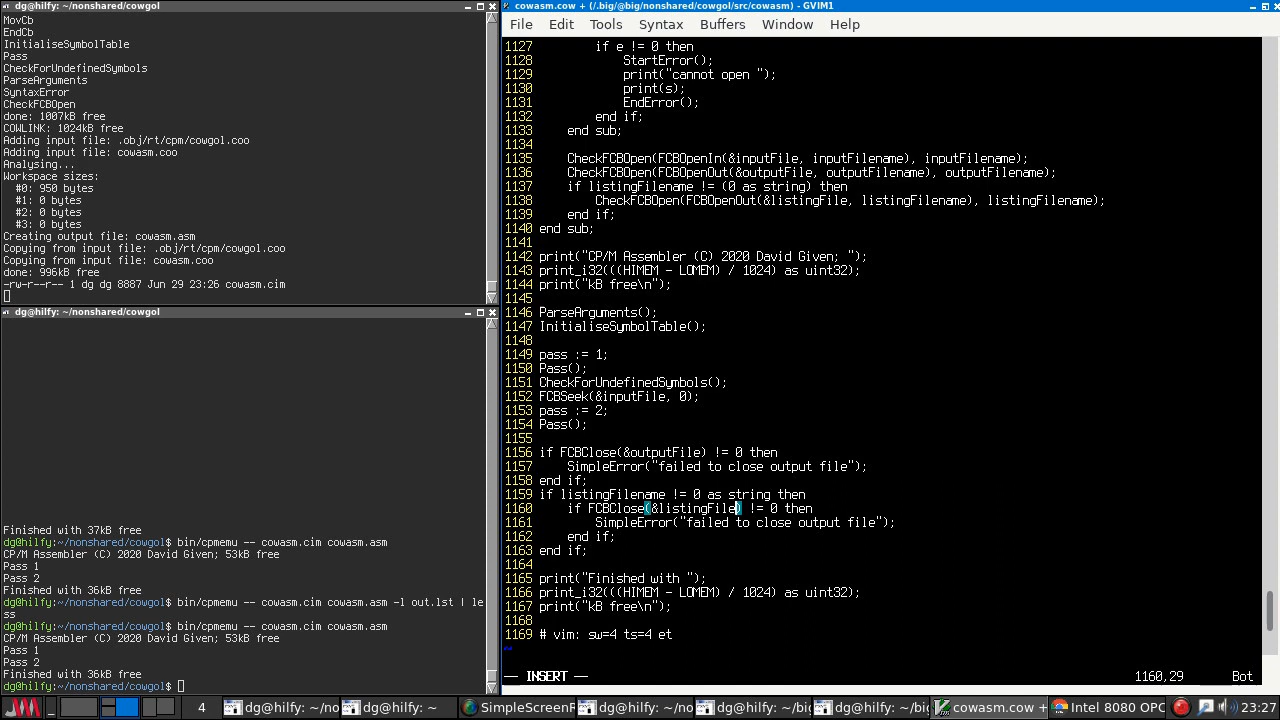 dg@hilfy: ~/nonshared/cowgol
MovCb
EndCb
InitialiseSymbolTable
Pass
CheckForUndefinedSymbols
ParseArguments
SyntaxError
CheckFCBOpen
done: 1007kB free
COWLINK: 1024kB free
Adding input file: .obj/rt/cpm/cowgol.coo
Adding input file: cowasm.coo
Analysing...
Workspace sizes:
#0: 950 bytes
#1: 0 bytes
#2: 0 bytes
#3: 0 bytes
Creating output file: cowasm.asm
Copying from input file: .obj/rt/cpm/cowgol.coo
Copying from input file: cowasm.coo
done: 996kB free
-rw-r--r-- 1 dg dg 8887 Jun 29 23:26 cowasm.cim
dg@hilfy: ~/nonshared/cowgol
Finished with 37kB free
dg@hilfy:~/nonshared/cowgol$ bin/cpmemu -- cowasm.cim cowasm.asm
CP/M Assembler (C) 2020 David Given; 53kB free
Pass 1
Pass 2
Finished with 36kB free
dg@hilfy:~/nonshared/cowgol$ bin/cpmemu -- cowasm.cim cowasm.asm -l out.lst | le
ss
dg@hilfy:~/nonshared/cowgol$ bin/cpmemu -- cowasm.cim cowasm.asm
CP/M Assembler (C) 2020 David Given; 53kB free
Pass 1
Pass 2
Finished with 36kB free
dg@hilfy:~/nonshared/cowgol$
cowasm.cow + (/.big/@big/nonshared/cowgol/src/cowasm) - GVIM1
File Edit Tools Syntax Buffers Window Help
1127 if e != 0 then
1128 StartError();
1129 print("cannot open ");
1130 print(s);
1131 EndError();
1132 end if;
1133 end sub;
1134
1135 CheckFCBOpen(FCBOpenIn(&inputFile, inputFilename), inputFilename);
1136 CheckFCBOpen(FCBOpenOut(&outputFile, outputFilename), outputFilename);
1137 if listingFilename != (0 as string) then
1138 CheckFCBOpen(FCBOpenOut(&listingFile, listingFilename), listingFilename);
1139 end if;
1140 end sub;
1141
1142 print("CP/M Assembler (C) 2020 David Given; ");
1143 print_i32(((HIMEM - LOMEM) / 1024) as uint32);
1144 print("kB free\n");
1145
1146 ParseArguments();
1147 InitialiseSymbolTable();
1148
1149 pass := 1;
1150 Pass();
1151 CheckForUndefinedSymbols();
1152 FCBSeek(&inputFile, 0);
1153 pass := 2;
1154 Pass();
1155
1156 if FCBClose(&outputFile) != 0 then
1157 SimpleError("failed to close output file");
1158 end if;
1159 if listingFilename != 0 as string then
1160 if FCBClose(&listingFile) != 0 then
1161 SimpleError("failed to close output file");
1162 end if;
1163 end if;
1164
1165 print("Finished with ");
1166 print_i32(((HIMEM - LOMEM) / 1024) as uint32);
1167 print("kB free\n");
1168
1169 # vim: sw=4 ts=4 et
~
-- INSERT -- 1160,29 Bot
4 dg@hilfy: ~/no dg@hilfy: ~ SimpleScreenR dg@hilfy: ~/no dg@hilfy: ~/big dg@hilfy: ~/big cowasm.cow + Intel 8080 OPC 23:27